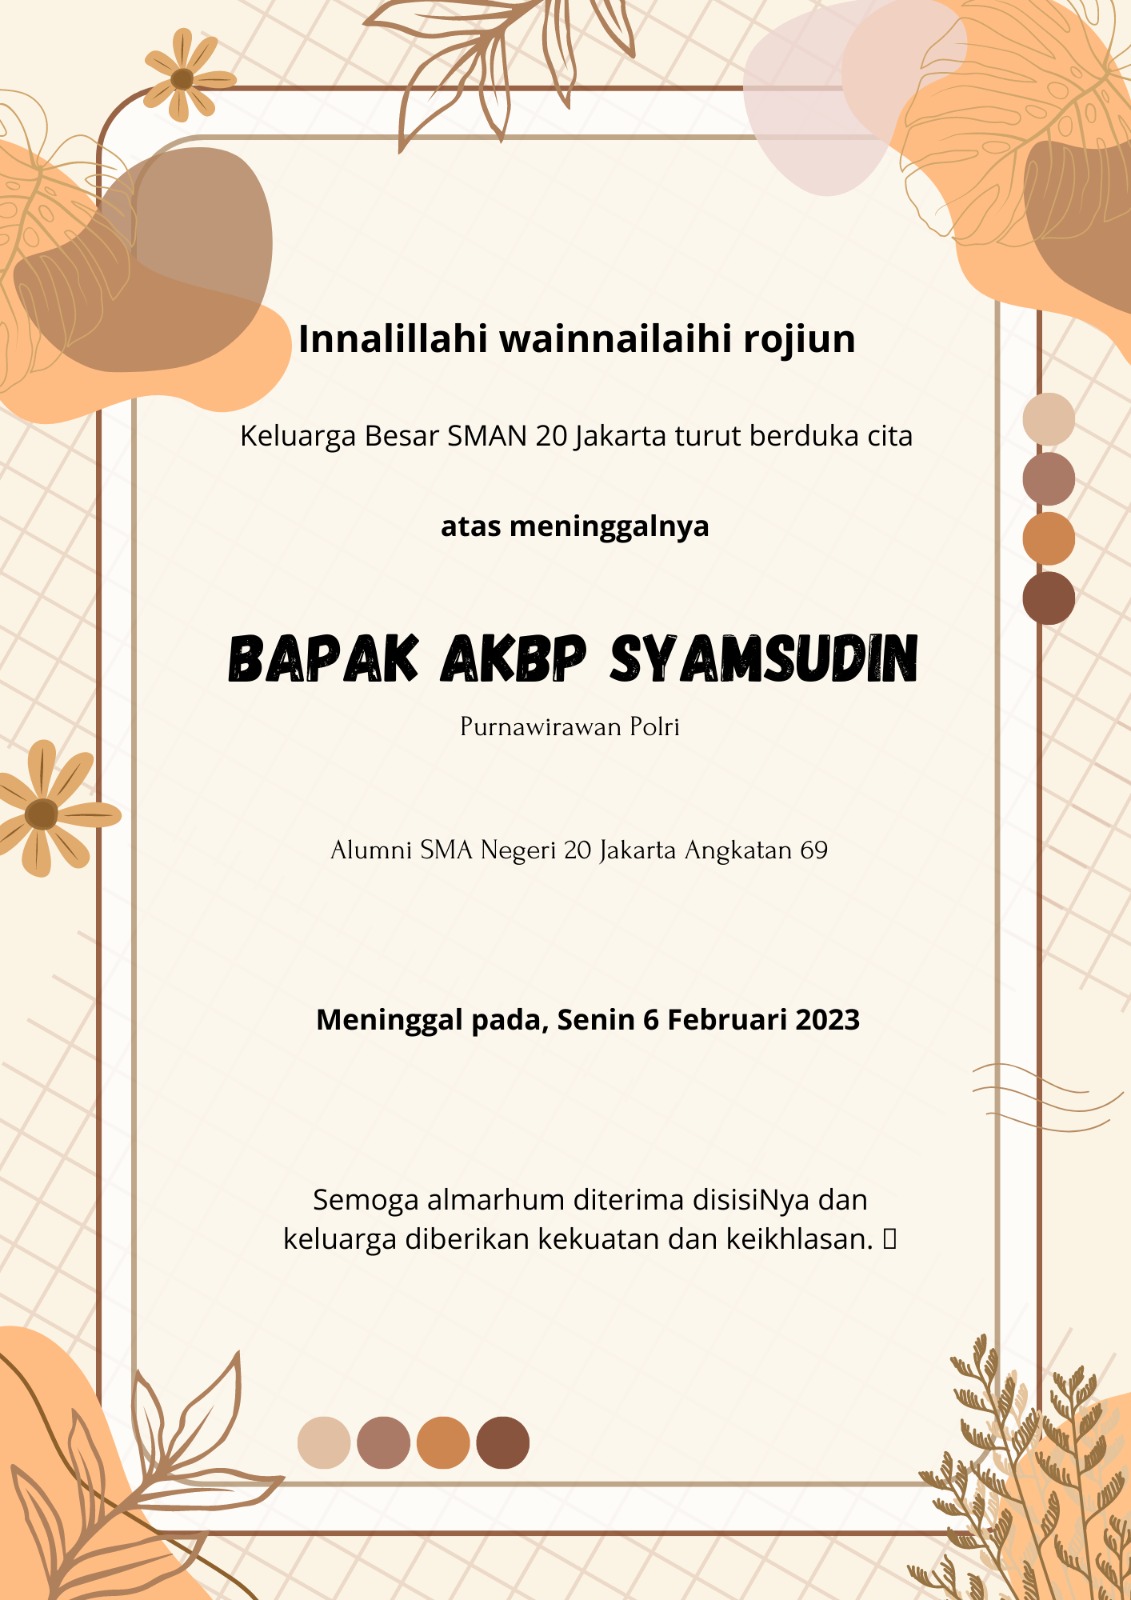 Innalillahi wainnailaihi rojiun
Keluarga Besar SMAN 20 Jakarta turut berduka cita
atas meninggalnya
BAPAK AKBP SYAMSUDIN
Purnawirawan Polri
Alumni SMA Negeri 20 Jakarta Angkatan 69
Meninggal pada, Senin 6 Februari 2023
Semoga almarhum diterima disisiNya dan
keluarga diberikan kekuatan dan keikhlasan.